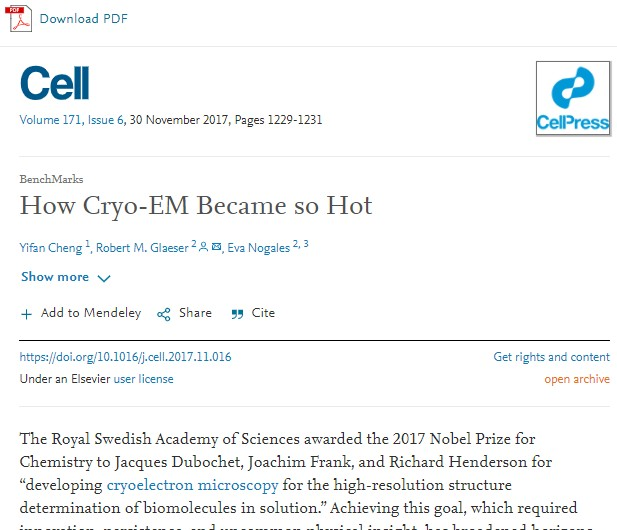 PDF
Download PDF
Cell
Volume 171, Issue 6, 30 November 2017, Pages 1229-1231
CellPress
BenchMarks
How Cryo-EM Became so Hot
Yifan Cheng 1, Robert M. Glaeser 2, Eva Nogales 2, 3
Show more
+ Add to Mendeley Share Cite
https://doi.org/10.1016/j.cell.2017.11.016 Get rights and content
Under an Elsevier user license open archive
The Royal Swedish Academy of Sciences awarded the 2017 Nobel Prize for
Chemistry to Jacques Dubochet, Joachim Frank, and Richard Henderson for
“developing cryoelectron microscopy for the high-resolution structure
determination of biomolecules in solution.” Achieving this goal, which required
innovation, persistence, and uncommon physical insight, has broadened horizons